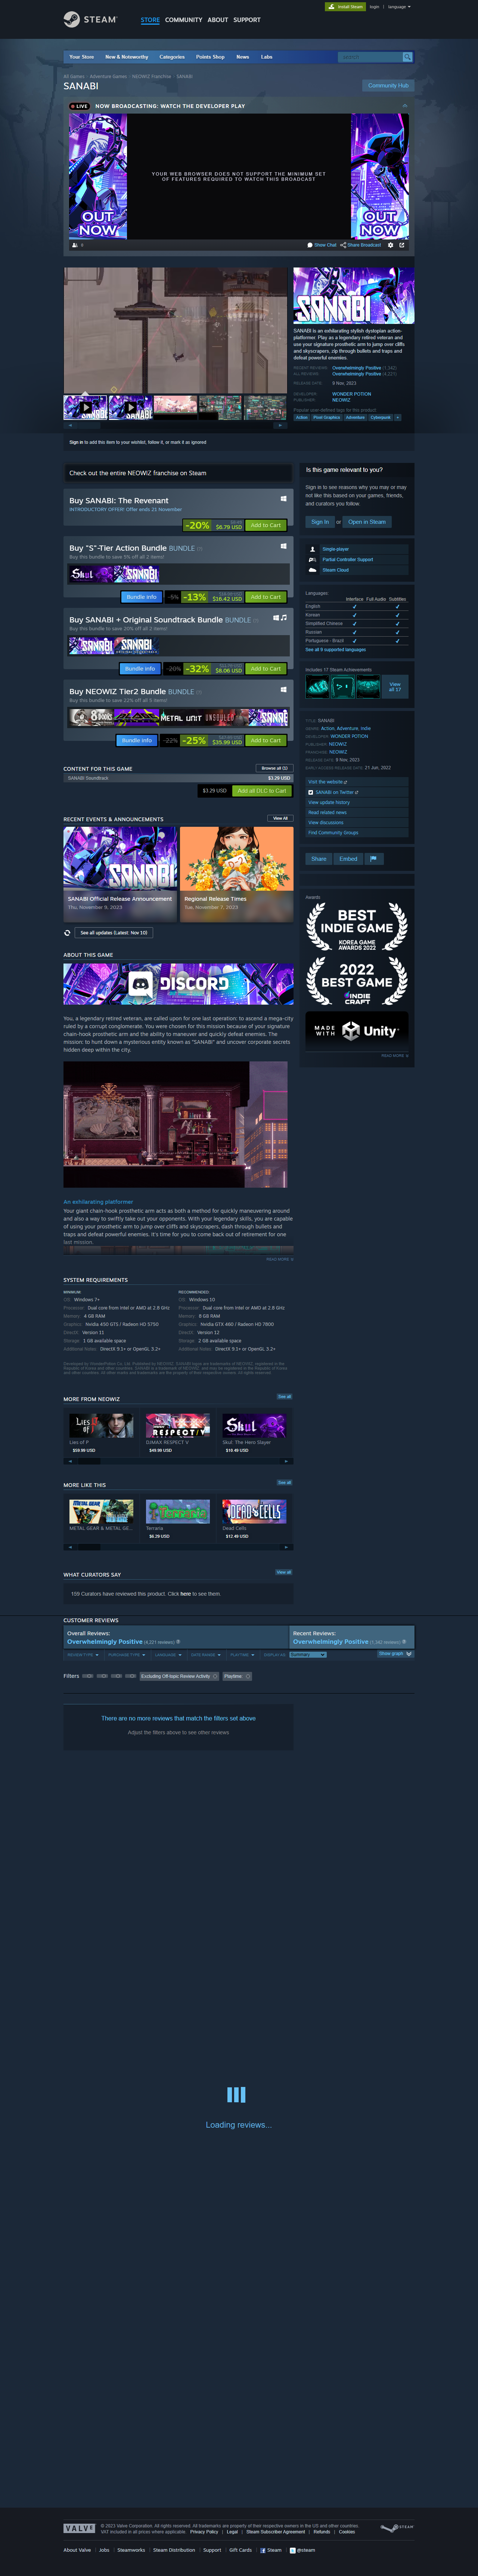 Install Steam
login | language
STEAM
STORE COMMUNITY ABOUT SUPPORT
Your Store New & Noteworthy Categories Points Shop News Labs
search
All Games > Adventure Games > NEOWIZ Franchise > SANABI
SANABI
Community Hub
LIVE NOW BROADCASTING: WATCH THE DEVELOPER PLAY
YOUR WEB BROWSER DOES NOT SUPPORT THE MINIMUM SET
OF FEATURES REQUIRED TO WATCH THIS BROADCAST
OUT NOW
OUT NOW
Show Chat Share Broadcast
SANABI
SANABI is an exhilarating stylish dystopian action-
platformer. Play as a legendary retired veteran and
use your signature prosthetic arm to jump over cliffs
and skyscrapers, zip through bullets and traps and
defeat powerful enemies.
RECENT REVIEWS: Overwhelmingly Positive (1,342)
ALL REVIEWS: Overwhelmingly Positive (4,221)
RELEASE DATE: 8 Nov, 2023
DEVELOPER: WONDER POTION
PUBLISHER: NEOWIZ
Popular user-defined tags for this product:
Action Pixel Graphics Adventure Cyberpunk +
Sign in to add this item to your wishlist, follow it, or mark it as ignored
Check out the entire NEOWIZ franchise on Steam
Buy SANABI: The Revenant
INTRODUCTORY OFFER! Offer ends 21 November
-20% $6.79 USD Add to Cart
Buy "S"-Tier Action Bundle BUNDLE (?)
Buy this bundle to save 5% off all 2 items!
Skul
SANABI
Bundle info -5% -13% $16.42 USD Add to Cart
Buy SANABI + Original Soundtrack Bundle BUNDLE (?)
Buy this bundle to save 20% off all 2 items!
SANABI
SANABI
Bundle info -20% -32% $8.06 USD Add to Cart
Buy NEOWIZ Tier2 Bundle BUNDLE (?)
Buy this bundle to save 22% off all 5 items!
METAL UNIT UNSOULED SANABI
Bundle info -22% -25% $35.99 USD Add to Cart
CONTENT FOR THIS GAME Browse all (1)
SANABI Soundtrack $3.29 USD
$3.29 USD Add all DLC to Cart
RECENT EVENTS & ANNOUNCEMENTS View All
SANABI Official Release Announcement
Thu, November 9, 2023
Regional Release Times
Tue, November 7, 2023
See all updates (Latest: Nov 10)
ABOUT THIS GAME
DISCORD
You, a legendary retired veteran, are called upon for one last operation: to ascend a mega-city
ruled by a corrupt conglomerate. You were chosen for this mission because of your signature
chain-hook prosthetic arm and the ability to manoeuvre the cityscape to your advantage. The
mission: to hunt down a mysterious entity known as "SANABI" and uncover corporate secrets
hidden deep within the city.
An exhilarating platformer
Your giant chain-hook prosthetic arm acts as both a method for quickly maneuvering around
and also a way to swiftly take out your opponents. With your legendary skills, you are capable
of using your prosthetic arm to jump over cliffs and skyscrapers, zip through bullets and
traps and defeat powerful enemies. It's time for you to come back out of retirement for one
last mission.
READ MORE
SYSTEM REQUIREMENTS
MINIMUM:
OS: Windows 7+
Processor: Dual core from Intel or AMD at 2.8 GHz
Memory: 4 GB RAM
Graphics: Nvidia 450 GTS / Radeon HD 5750
DirectX: Version 11
Storage: 1 GB available space
Additional Notes: DirectX 9.1+ or OpenGL 3.2+
RECOMMENDED:
OS: Windows 10
Processor: Dual core from Intel or AMD at 2.8 GHz
Memory: 8 GB RAM
Graphics: Nvidia GTX 460 / Radeon HD 7800
DirectX: Version 12
Storage: 2 GB available space
Additional Notes: DirectX 9.1+ or OpenGL 3.2+
MORE FROM NEOWIZ See all
LIES of P
Lies of P
$59.99 USD
RESPECT/V
DJMAX RESPECT V
$49.99 USD
Skul
Skul: The Hero Slayer
MORE LIKE THIS See all
METAL GEAR & METAL GE...
Terraria
Terraria
$6.29 USD
DEAD CELLS
Dead Cells
$12.49 USD
WHAT CURATORS SAY View all
159 Curators have reviewed this product. Click here to see them.
Is this game relevant to you?
Sign in to see reasons why you may or may
not like this based on your games, friends,
and curators you follow.
Sign In or Open in Steam
Single-player
Partial Controller Support
Steam Cloud
Languages:
Interface Full Audio Subtitles
English ✔ ✔
Korean ✔ ✔
Simplified Chinese ✔ ✔
Russian ✔ ✔
Portuguese - Brazil ✔ ✔
Includes 17 Steam Achievements
View
all 17
TITLE: SANABI
GENRE: Action, Adventure, Indie
DEVELOPER: WONDER POTION
PUBLISHER: NEOWIZ
FRANCHISE: NEOWIZ
RELEASE DATE: 8 Nov, 2023
EARLY ACCESS RELEASE DATE: 21 Jun, 2022
Visit the website
SANABI on Twitter
View update history
Read related news
View discussions
Find Community Groups
Share Embed
Awards
BEST
INDIE GAME
KOREA GAME
AWARDS 2022
2022
BEST GAME
INDIE
CRAFT
MADE
WITH
Unity
READ MORE
CUSTOMER REVIEWS
Overall Reviews:
Overwhelmingly Positive (4,221 reviews)
Recent Reviews:
Overwhelmingly Positive (1,342 reviews)
REVIEW TYPE PURCHASE TYPE LANGUAGE DATE RANGE PLAYTIME DISPLAY AS: Summary Show graph
Filters Excluding Off-topic Review Activity Playtime:
There are no more reviews that match the filters set above
Adjust the filters above to see other reviews
Loading reviews...
VALVE
© 2023 Valve Corporation. All rights reserved. All trademarks are property of their respective owners in the US and other countries.
VAT included in all prices where applicable. Privacy Policy | Legal | Steam Subscriber Agreement | Refunds | Cookies
STEAM
About Valve | Jobs | Steamworks | Steam Distribution | Support | Gift Cards | Steam | @steam